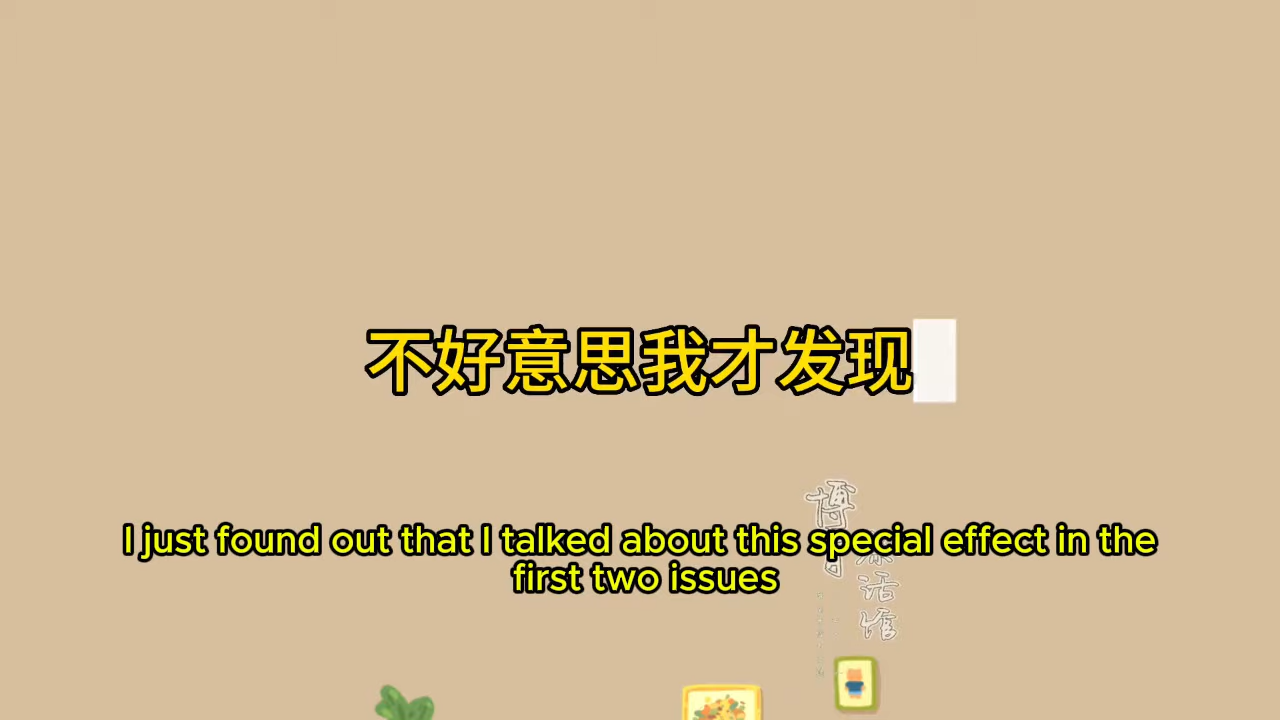 不好意思我才发现
I just found out that I talked about this special effect in the
first two issues